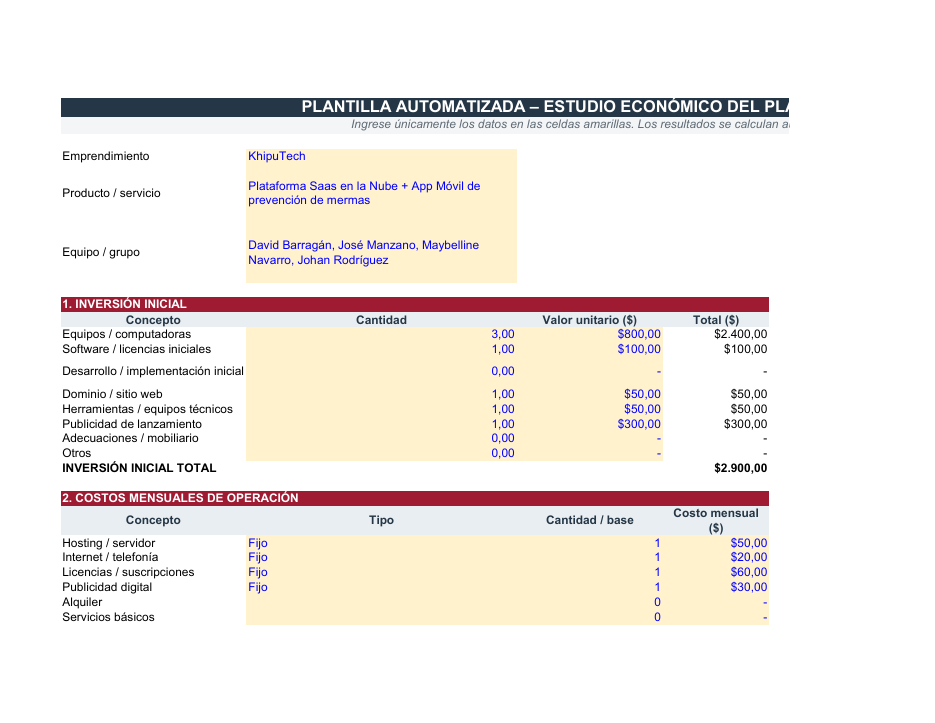 PLANTILLA AUTOMATIZADA – ESTUDIO ECONÓMICO DEL PLA
Ingrese únicamente los datos en las celdas amarillas. Los resultados se calculan a
Emprendimiento KhipuTech
Producto / servicio Plataforma Saas en la Nube + App Móvil de
prevención de mermas
Equipo / grupo David Barragán, José Manzano, Maybelline
Navarro, Johan Rodríguez
1. INVERSIÓN INICIAL
Concepto Cantidad Valor unitario ($) Total ($)
Equipos / computadoras 3,00 $800,00 $2.400,00
Software / licencias iniciales 1,00 $100,00 $100,00
Desarrollo / implementación inicial 0,00 - -
Dominio / sitio web 1,00 $50,00 $50,00
Herramientas / equipos técnicos 1,00 $50,00 $50,00
Publicidad de lanzamiento 1,00 $300,00 $300,00
Adecuaciones / mobiliario 0,00 - -
Otros 0,00 - -
INVERSIÓN INICIAL TOTAL $2.900,00
2. COSTOS MENSUALES DE OPERACIÓN
Concepto Tipo Cantidad / base Costo mensual
($)
Hosting / servidor Fijo 1 $50,00
Internet / telefonía Fijo 1 $20,00
Licencias / suscripciones Fijo 1 $60,00
Publicidad digital Fijo 1 $30,00
Alquiler 0 -
Servicios básicos 0 -